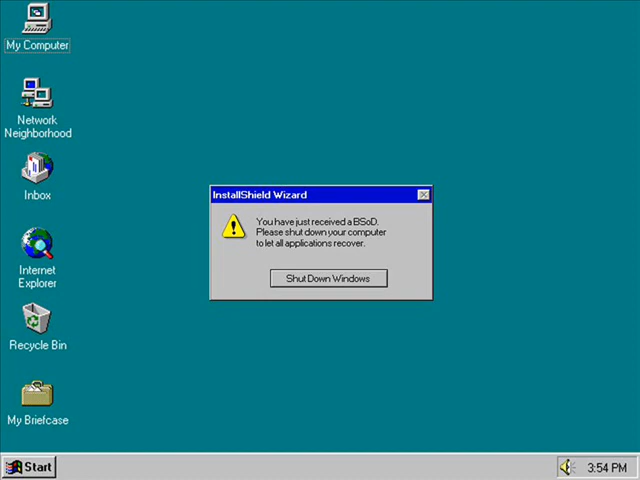 My Computer
Network
Neighborhood
Inbox
Internet
Explorer
Recycle Bin
My Briefcase
InstallShield Wizard
You have just received a BSoD.
Please shut down your computer
to let all applications recover.
Shut Down Windows
Start
3:54 PM